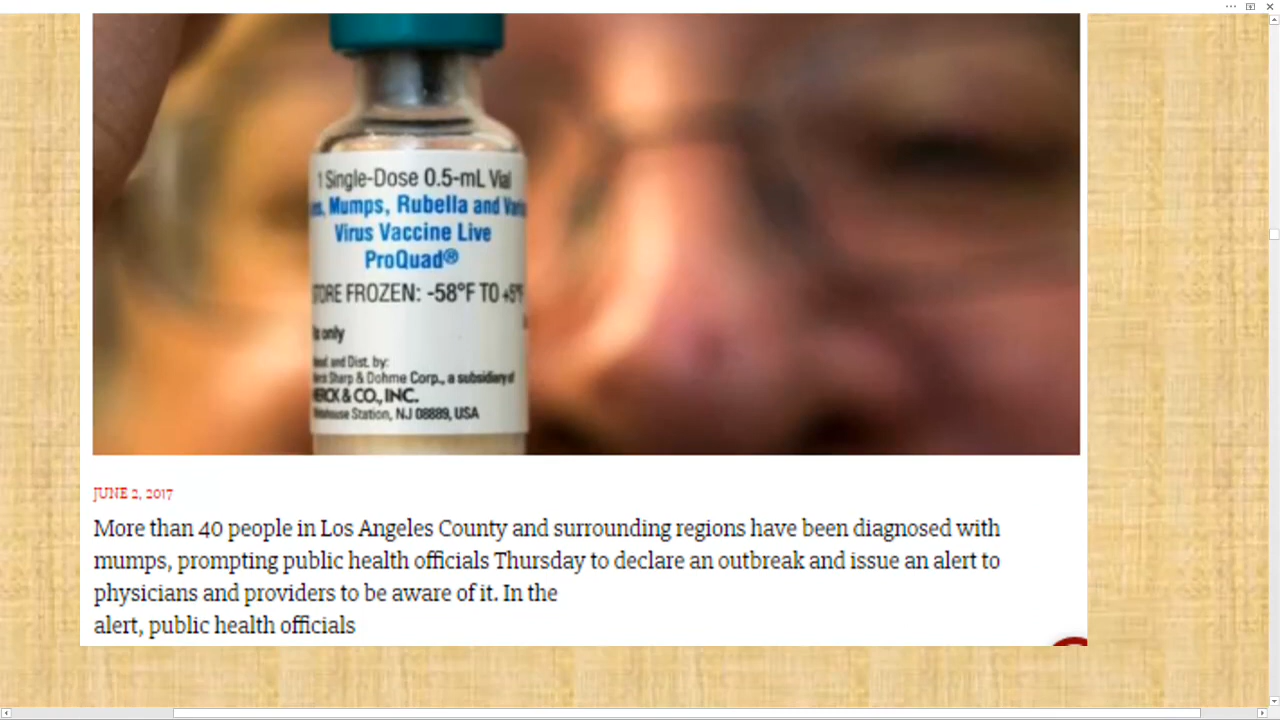 1 Single-Dose 0.5-mL Vial
Mumps, Rubella and
Virus Vaccine Live
ProQuad®
STORE FROZEN: -58°F TO +5°F
only
and Dist. by:
Sharp & Dohme Corp., a subsidiary of
MERCK & CO., INC.
Station, NJ 08889, USA
JUNE 2, 2017
More than 40 people in Los Angeles County and surrounding regions have been diagnosed with
mumps, prompting public health officials Thursday to declare an outbreak and issue an alert to
physicians and providers to be aware of it. In the
alert, public health officials